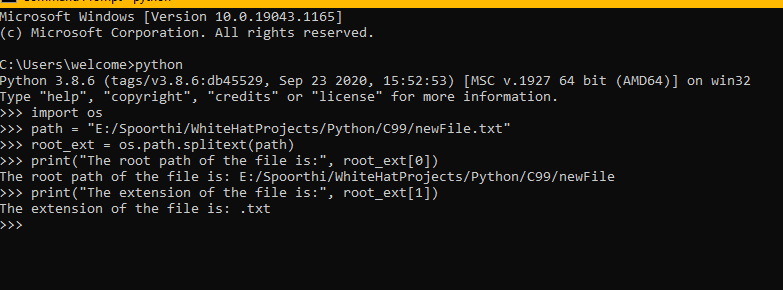 Command Prompt - python
Microsoft Windows [Version 10.0.19043.1165]
(c) Microsoft Corporation. All rights reserved.
C:\Users\welcome>python
Python 3.8.6 (tags/v3.8.6:db45529, Sep 23 2020, 15:52:53) [MSC v.1927 64 bit (AMD64)] on win32
Type "help", "copyright", "credits" or "license" for more information.
>>> import os
>>> path = "E:/Spoorthi/WhiteHatProjects/Python/C99/newFile.txt"
>>> root_ext = os.path.splitext(path)
>>> print("The root path of the file is:", root_ext[0])
The root path of the file is: E:/Spoorthi/WhiteHatProjects/Python/C99/newFile
>>> print("The extension of the file is:", root_ext[1])
The extension of the file is: .txt
>>>